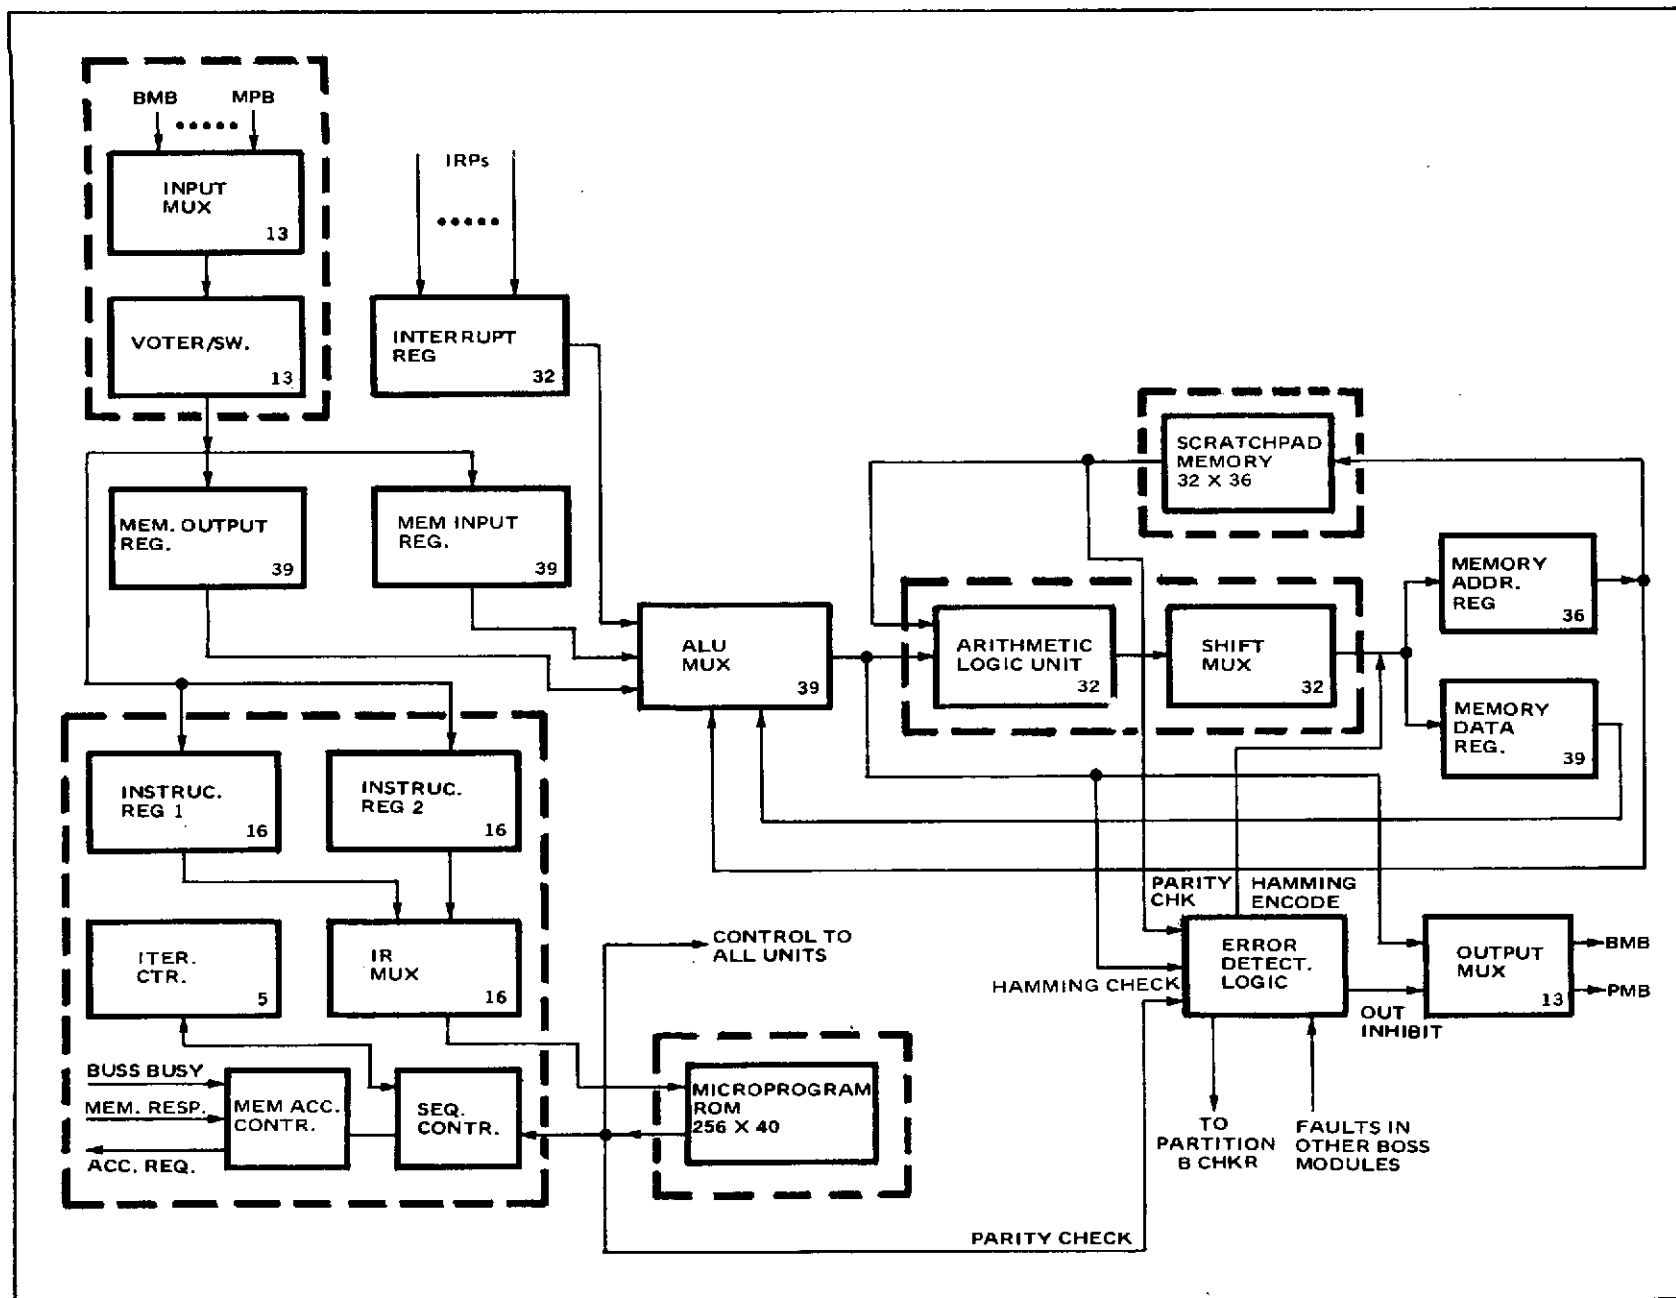 BMB
MPB
INPUT
MUX
13
VOTER/SW.
13
IRPs
INTERRUPT
REG
32
MEM. OUTPUT
REG.
39
MEM INPUT
REG.
39
ALU
MUX
39
SCRATCHPAD
MEMORY
32 X 36
ARITHMETIC
LOGIC UNIT
32
SHIFT
MUX
32
MEMORY
ADDR.
REG
36
MEMORY
DATA
REG.
39
INSTRUC.
REG 1
16
INSTRUC.
REG 2
16
ITER.
CTR.
5
IR
MUX
16
BUSS BUSY
MEM. RESP.
ACC. REQ.
MEM ACC.
CONTR.
SEQ.
CONTR.
CONTROL TO
ALL UNITS
MICROPROGRAM
ROM
256 X 40
PARITY
CHK
HAMMING
ENCODE
HAMMING CHECK
ERROR
DETECT.
LOGIC
OUT
INHIBIT
OUTPUT
MUX
13
BMB
PMB
TO
PARTITION
B CHKR
FAULTS IN
OTHER BOSS
MODULES
PARITY CHECK